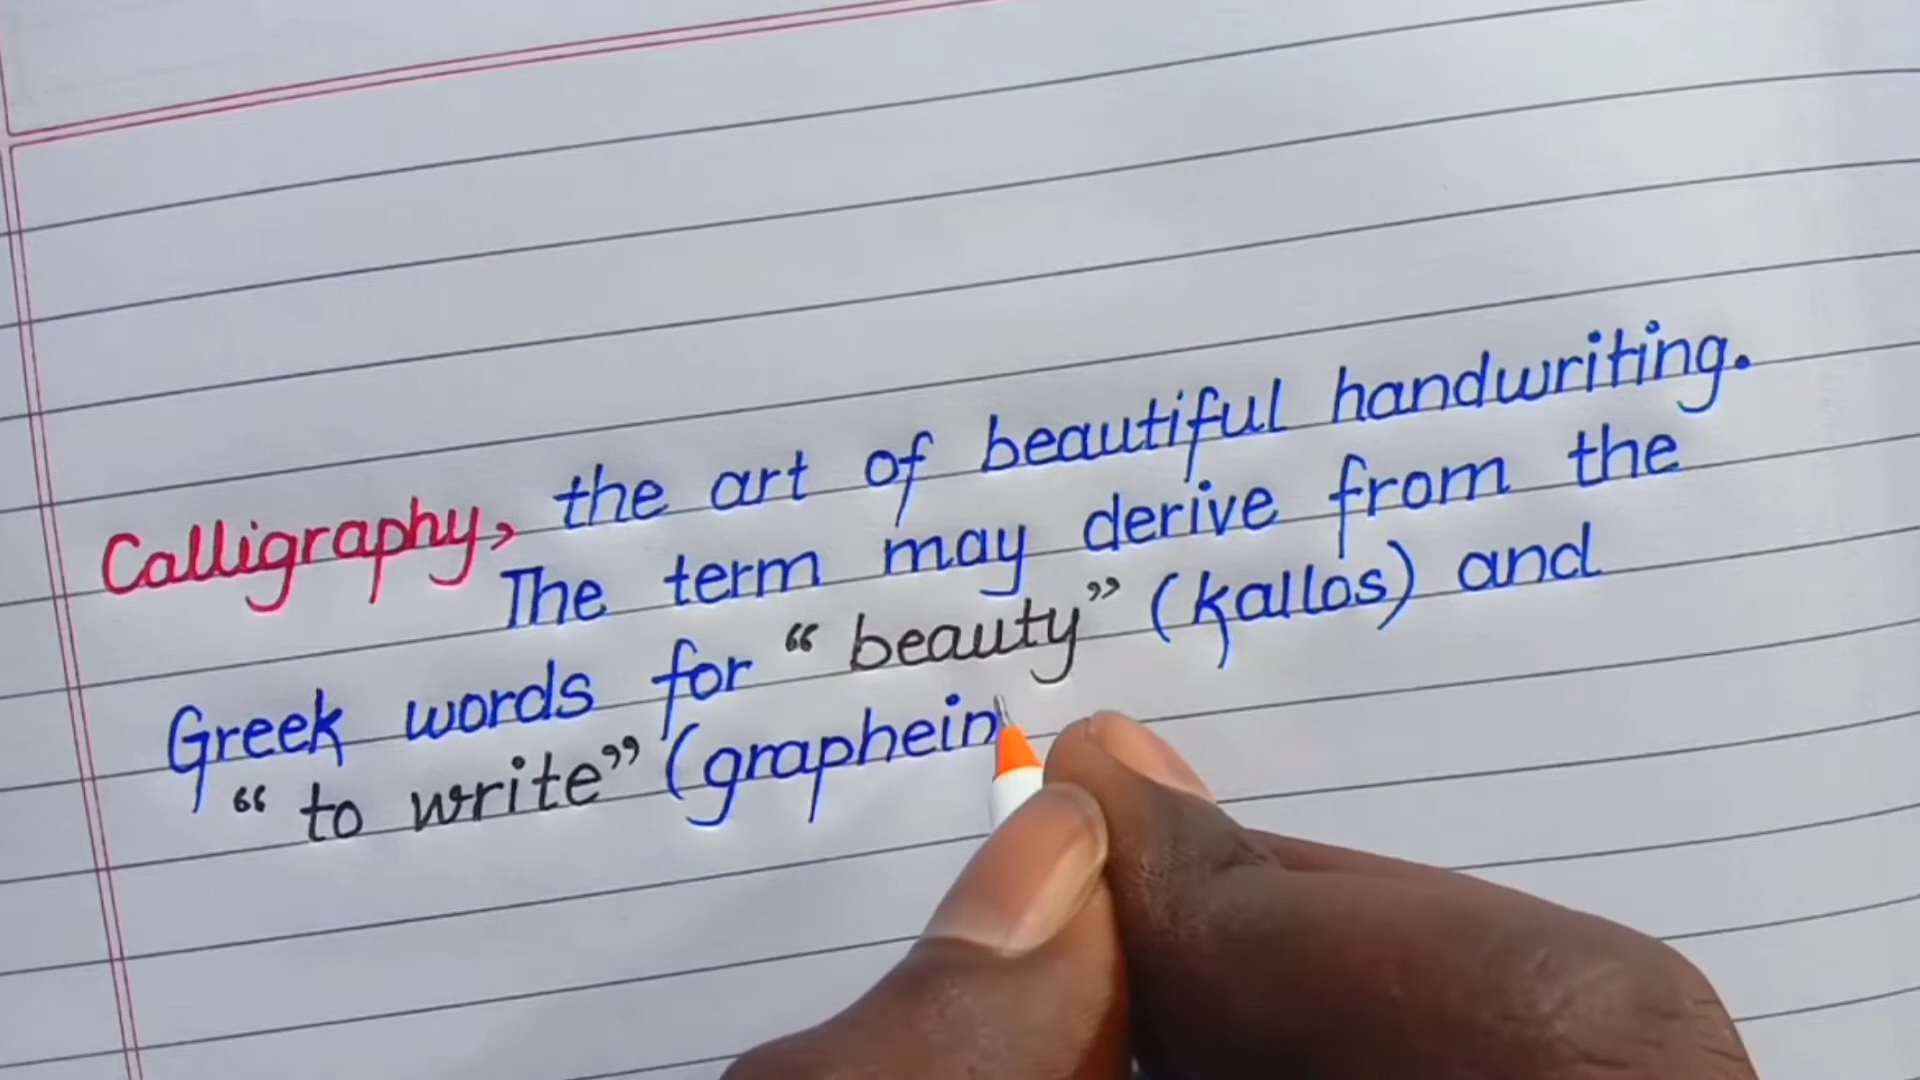 Calligraphy, the art of beautiful handwriting.
The term may derive from the
Greek words for “beauty” (kallos) and
“to write” (graphein